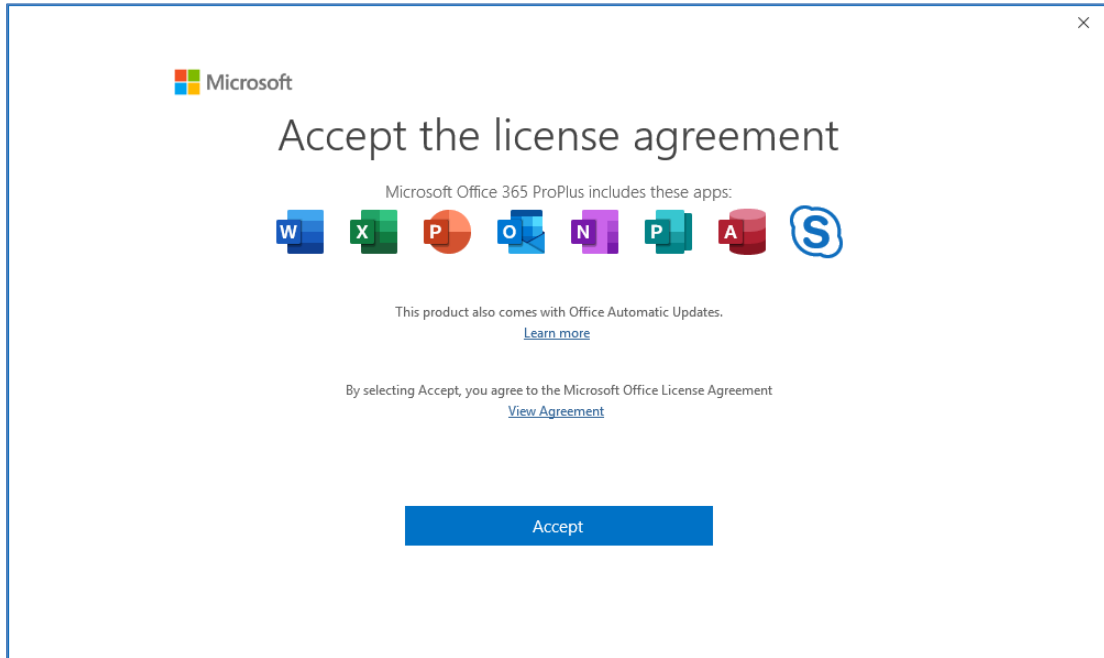 Microsoft
Accept the license agreement
Microsoft Office 365 ProPlus includes these apps:
W X P O N P A S
This product also comes with Office Automatic Updates.
Learn more
By selecting Accept, you agree to the Microsoft Office License Agreement
View Agreement
Accept